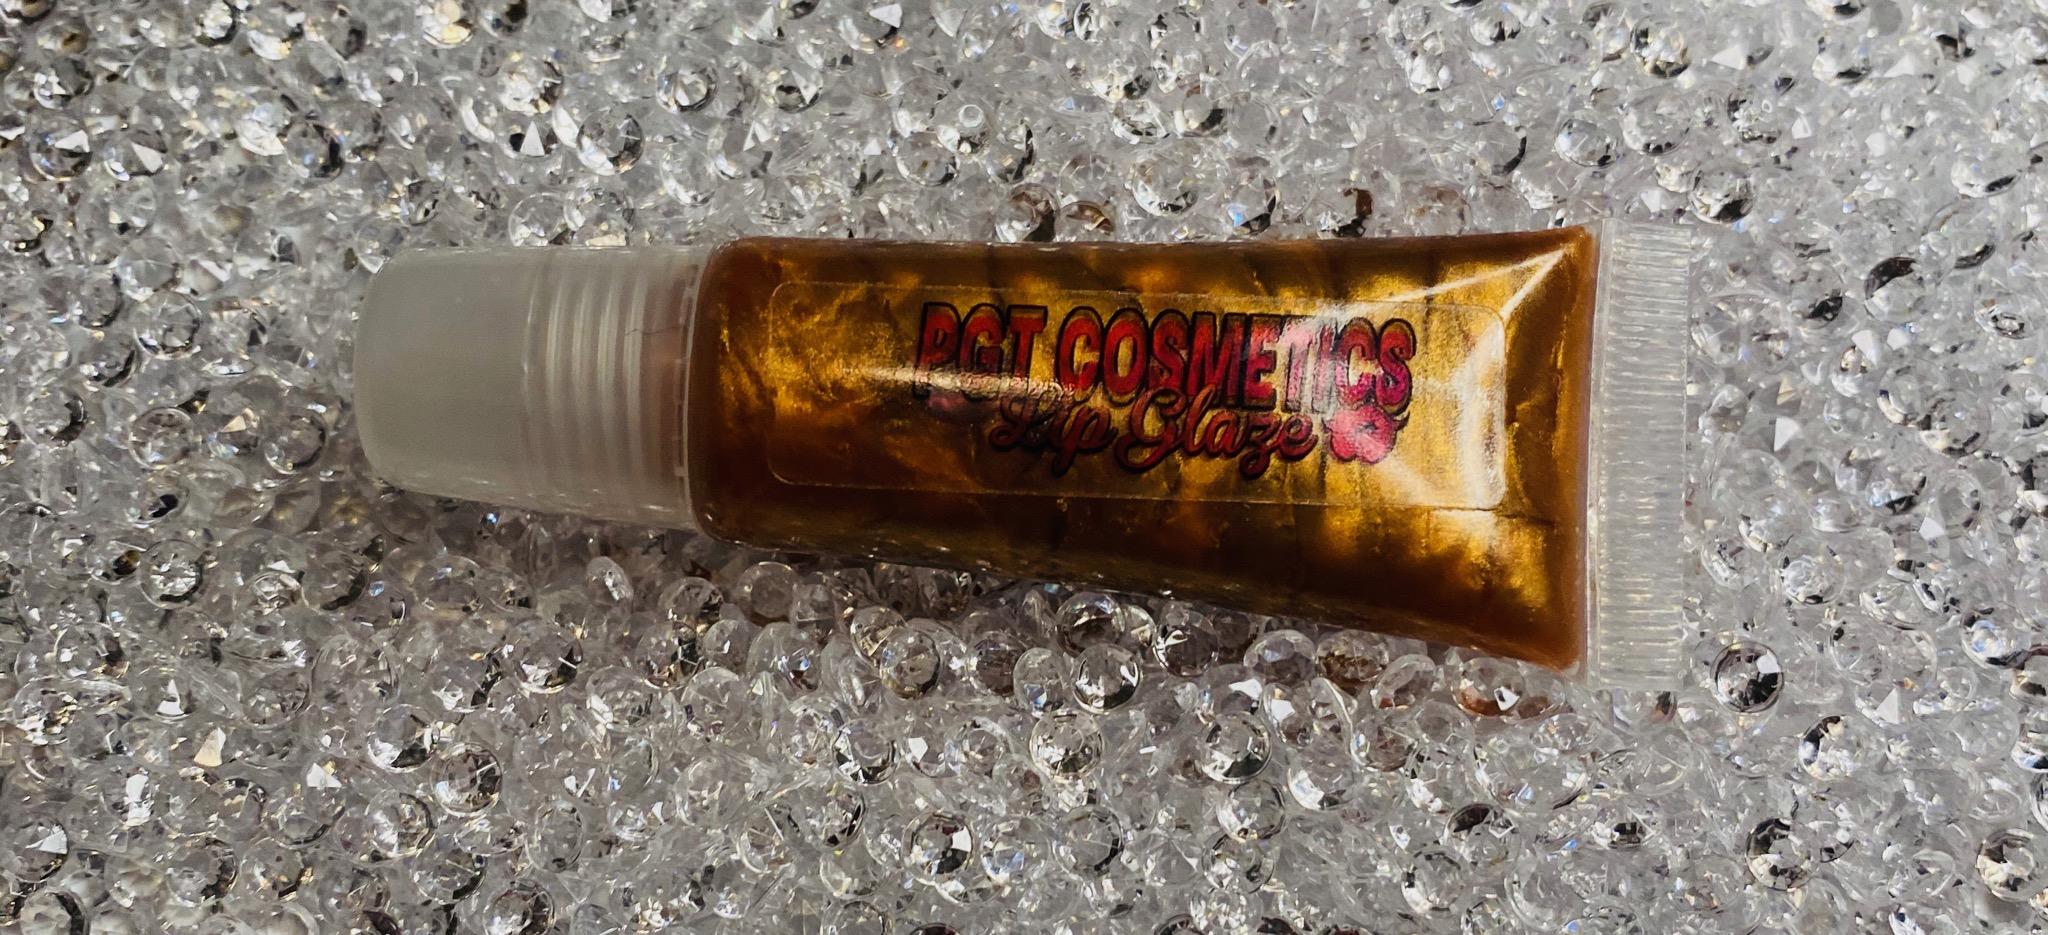 PGT COSMETICS
Lip Glaze